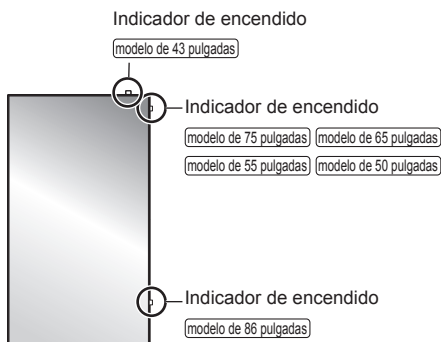 Indicador de encendido
modelo de 43 pulgadas
Indicador de encendido
modelo de 75 pulgadas modelo de 65 pulgadas
modelo de 55 pulgadas modelo de 50 pulgadas
Indicador de encendido
modelo de 86 pulgadas